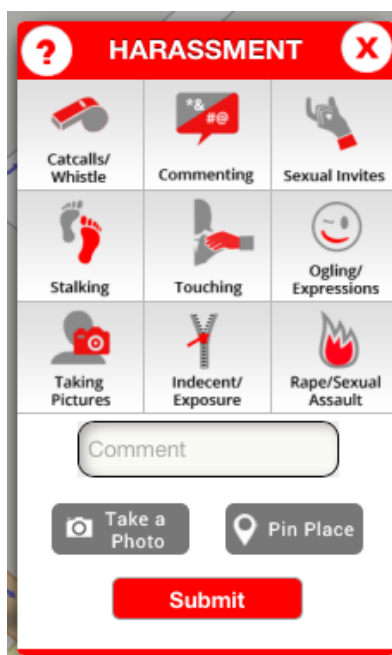 ? HARASSMENT X
*&
#@
Catcalls/
Whistle
Commenting
Sexual Invites
Stalking
Touching
Ogling/
Expressions
Taking
Pictures
Indecent/
Exposure
Rape/Sexual
Assault
Comment
Take a
Photo
Pin Place
Submit